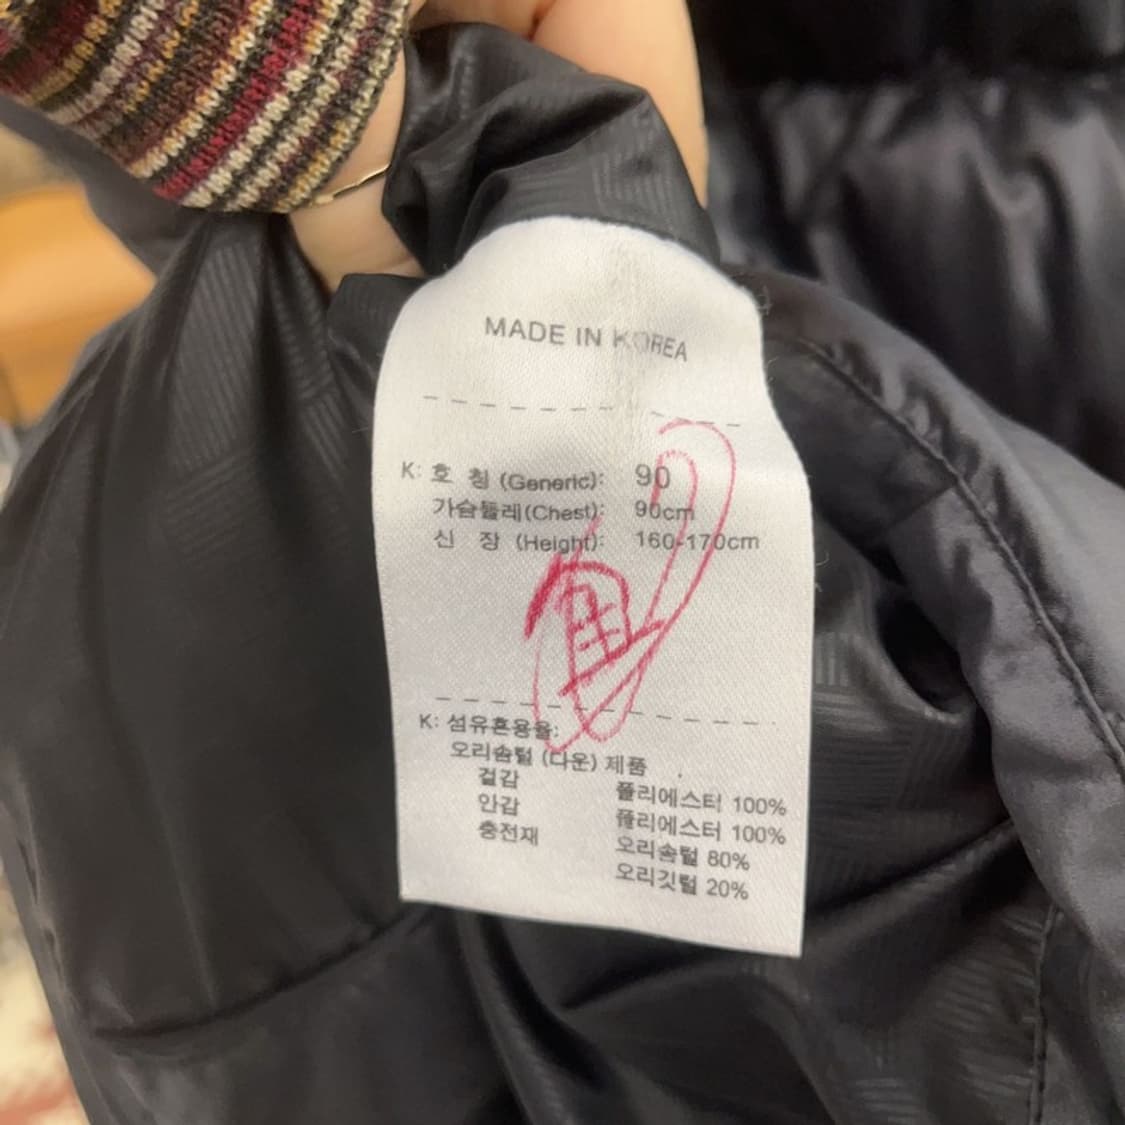 MADE IN KOREA
K: 호 칭 (Generic): 90
가슴둘레(Chest): 90cm
신 장 (Height): 160-170cm
K: 섬유혼용율:
오리솜털 (다운) 제품
겉감 폴리에스터 100%
안감 폴리에스터 100%
충전재 오리솜털 80%
오리깃털 20%